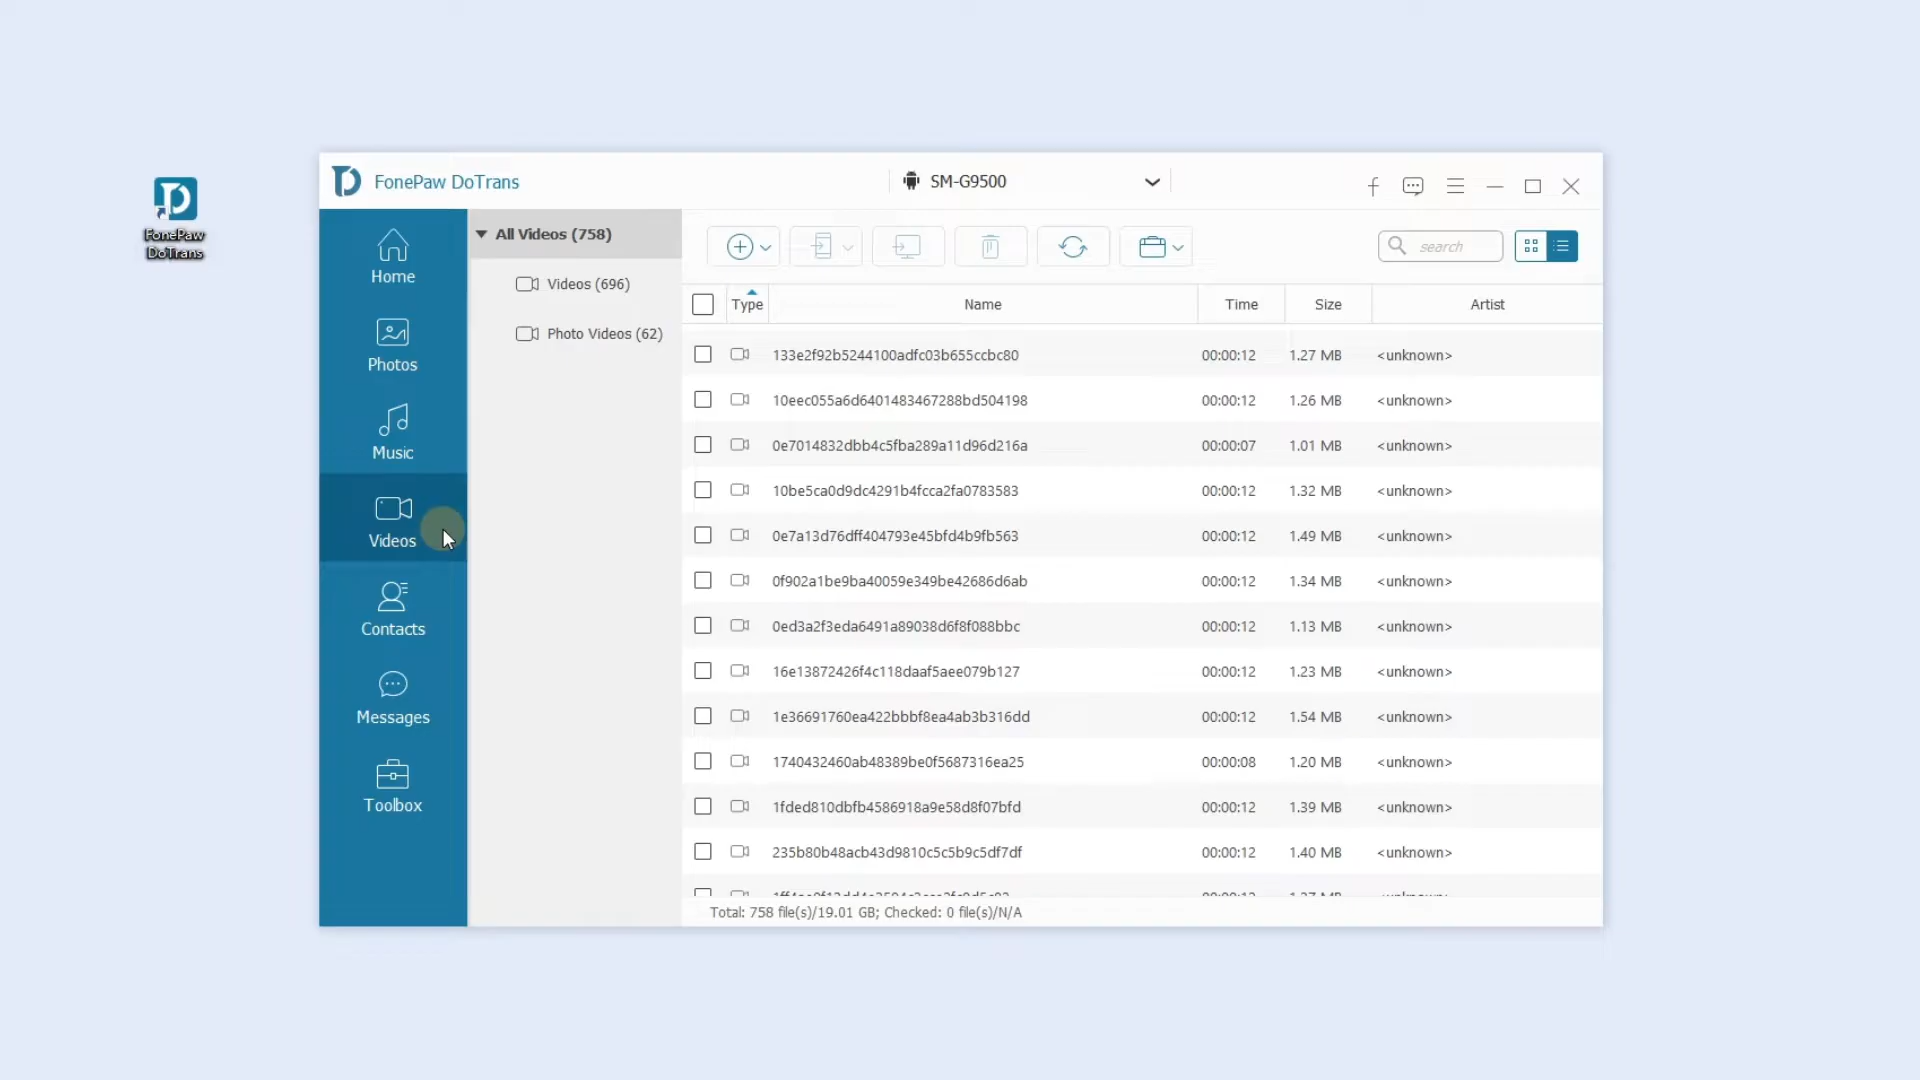 FonePaw
DoTrans
FonePaw DoTrans
SM-G9500
Home
Photos
Music
Videos
Contacts
Messages
Toolbox
All Videos (758)
Videos (696)
Photo Videos (62)
search
Type Name Time Size Artist
133e2f92b5244100adfc03b655ccbc80 00:00:12 1.27 MB <unknown>
10eec055a6d6401483467288bd504198 00:00:12 1.26 MB <unknown>
0e7014832dbb4c5fba289a11d96d216a 00:00:07 1.01 MB <unknown>
10be5ca0d9dc4291b4fcca2fa0783583 00:00:12 1.32 MB <unknown>
0e7a13d76dff404793e45bfd4b9fb563 00:00:12 1.49 MB <unknown>
0f902a1be9ba40059e349be42686d6ab 00:00:12 1.34 MB <unknown>
0ed3a2f3eda6491a89038d6f8f088bbc 00:00:12 1.13 MB <unknown>
16e13872426f4c118daaf5aee079b127 00:00:12 1.23 MB <unknown>
1e36691760ea422bbbf8ea4ab3b316dd 00:00:12 1.54 MB <unknown>
1740432460ab48389be0f5687316ea25 00:00:08 1.20 MB <unknown>
1fded810dbfb4586918a9e58d8f07bfd 00:00:12 1.39 MB <unknown>
235b80b48acb43d9810c5c5b9c5df7df 00:00:12 1.40 MB <unknown>
Total: 758 file(s)/19.01 GB; Checked: 0 file(s)/N/A